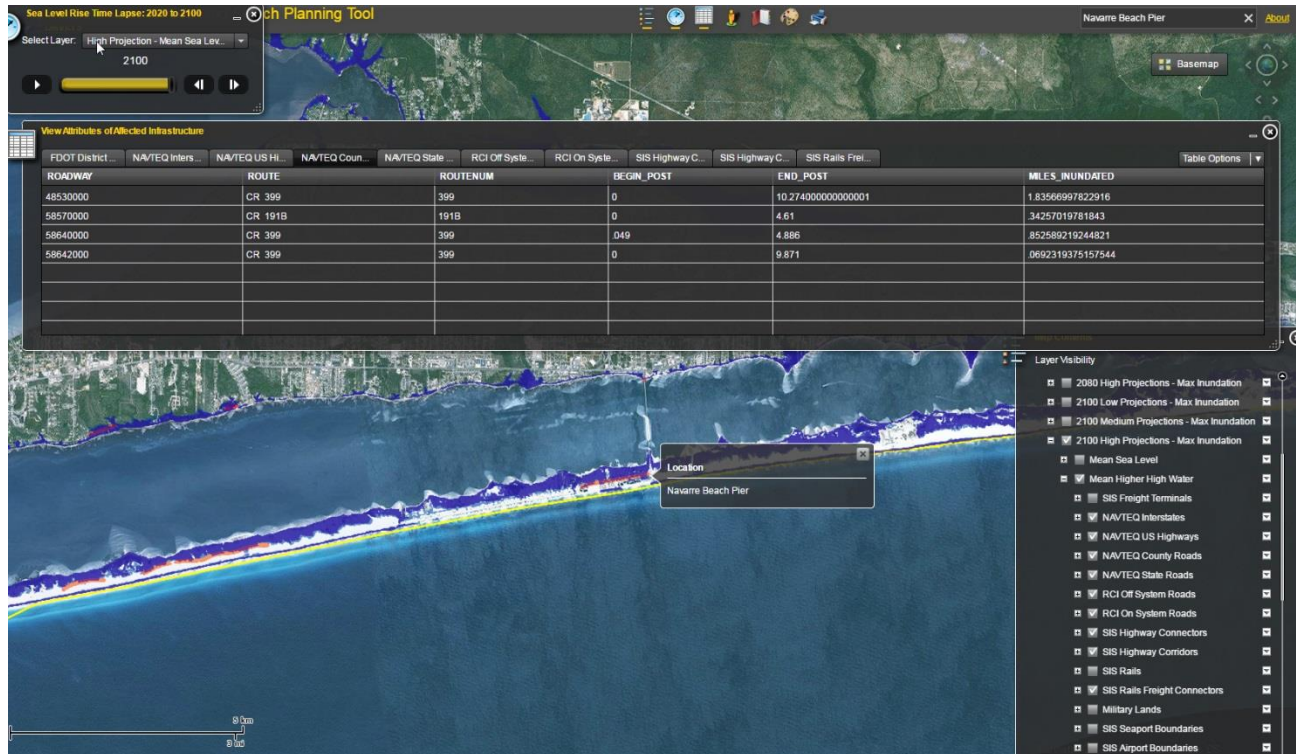 Sea Level Rise Time Lapse: 2020 to 2100
ch Planning Tool
Navarre Beach Pier
About
Select Layer: High Projection - Mean Sea Lev...
2100
Basemap
View Attributes of Affected Infrastructure
FDOT District ... NAVTEQ Inters... NAVTEQ US Hi... NAVTEQ Coun... NAVTEQ State ... RCI Off Syste... RCI On Syste... SIS Highway C... SIS Highway C... SIS Rails Frei... Table Options
ROADWAY ROUTE ROUTENUM BEGIN_POST END_POST MILES_INUNDATED
48530000 CR 399 399 0 10.274000000000001 1.83566997822916
58570000 CR 191B 191B 0 4.61 .34257019781843
58640000 CR 399 399 .049 4.886 .852589219244821
58642000 CR 399 399 0 9.871 .0692319375157544
Layer Visibility
2080 High Projections - Max Inundation
2100 Low Projections - Max Inundation
2100 Medium Projections - Max Inundation
2100 High Projections - Max Inundation
Mean Sea Level
Mean Higher High Water
SIS Freight Terminals
NAVTEQ Interstates
NAVTEQ US Highways
NAVTEQ County Roads
NAVTEQ State Roads
RCI Off System Roads
RCI On System Roads
SIS Highway Connectors
SIS Highway Corridors
SIS Rails
SIS Rails Freight Connectors
Military Lands
SIS Seaport Boundaries
SIS Airport Boundaries
Location
Navarre Beach Pier
5 km
3 mi